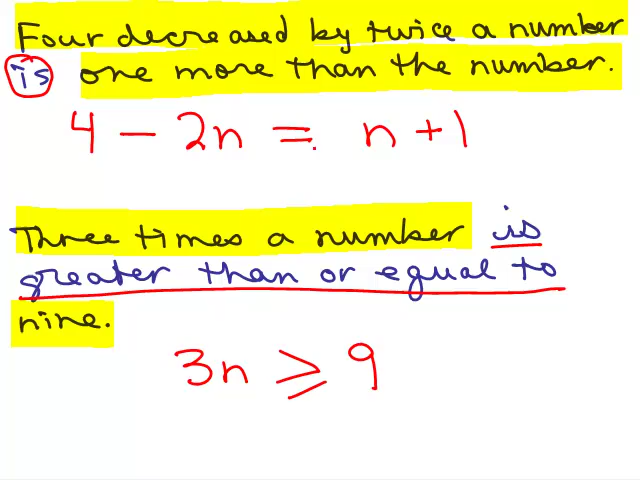 Four decreased by twice a number
is one more than the number.
4 - 2n = n + 1
Three times a number is
greater than or equal to
nine.
3n ≥ 9